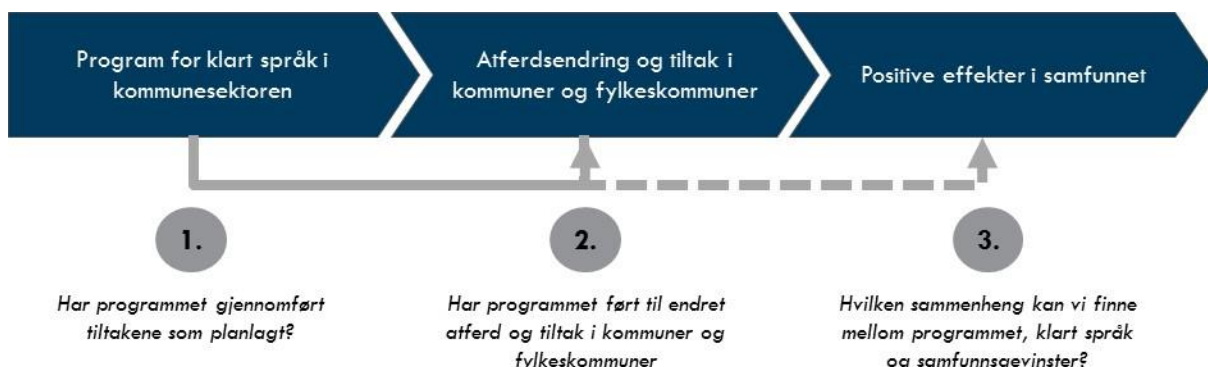 Program for klart språk i
kommunesektoren
Atferdsendring og tiltak i
kommuner og fylkeskommuner
Positive effekter i samfunnet
1.
2.
3.
Har programmet gjennomført
tiltakene som planlagt?
Har programmet ført til endret
atferd og tiltak i kommuner og
fylkeskommuner
Hvilken sammenheng kan vi finne
mellom programmet, klart språk
og samfunnsgevinster?